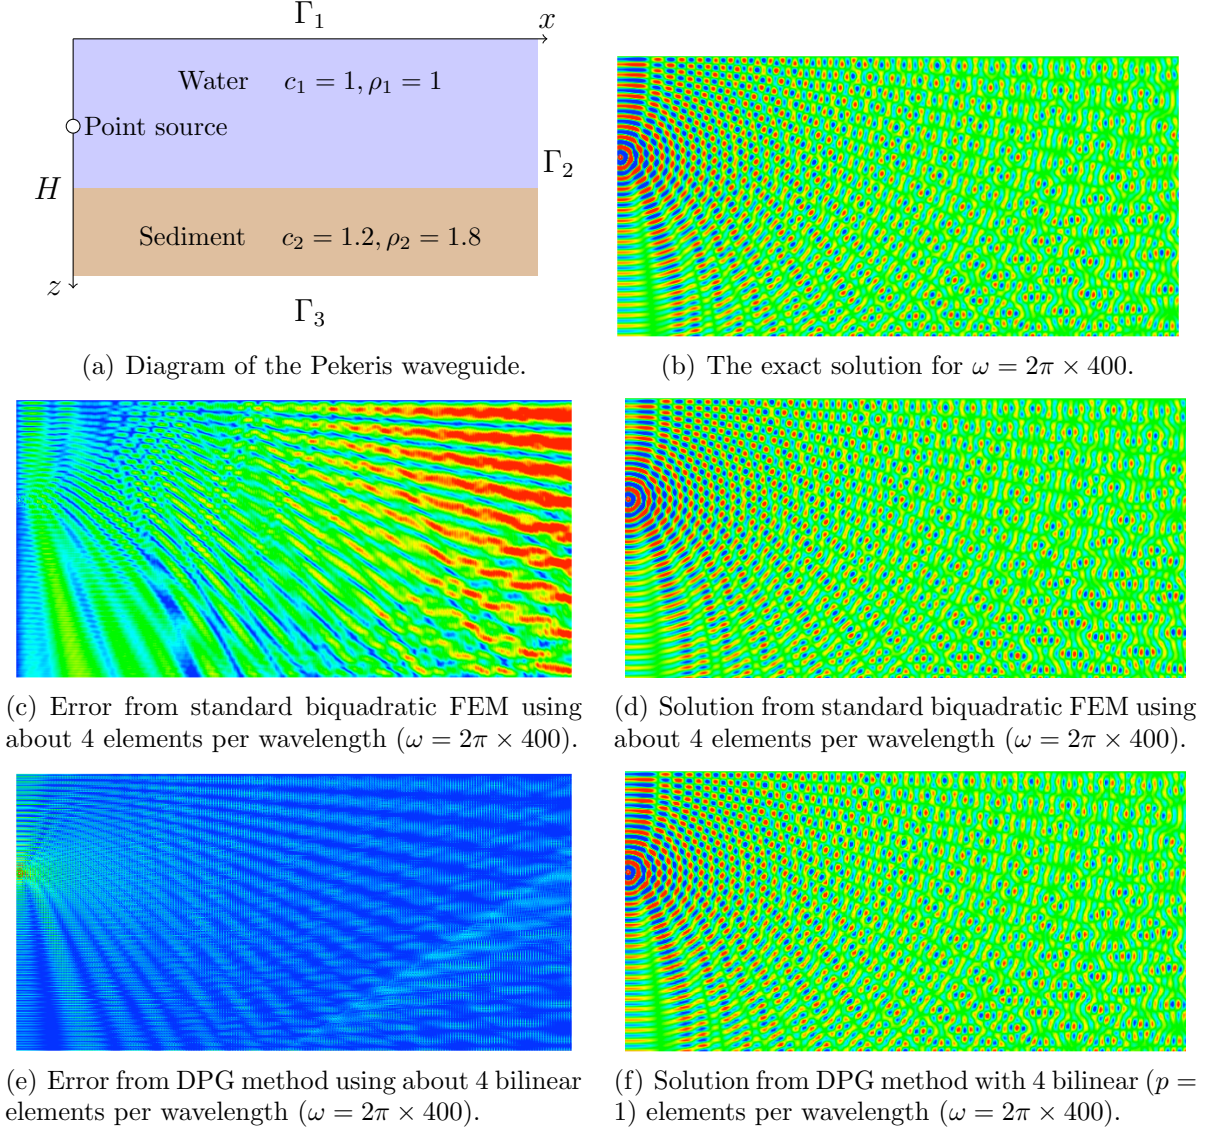 Γ₁
x
Water c₁ = 1, ρ₁ = 1
Point source
Γ₂
H
Sediment c₂ = 1.2, ρ₂ = 1.8
z
Γ₃
(a) Diagram of the Pekeris waveguide.
(b) The exact solution for ω = 2π × 400.
(c) Error from standard biquadratic FEM using
about 4 elements per wavelength (ω = 2π × 400).
(d) Solution from standard biquadratic FEM using
about 4 elements per wavelength (ω = 2π × 400).
(e) Error from DPG method using about 4 bilinear
elements per wavelength (ω = 2π × 400).
(f) Solution from DPG method with 4 bilinear (p =
1) elements per wavelength (ω = 2π × 400).